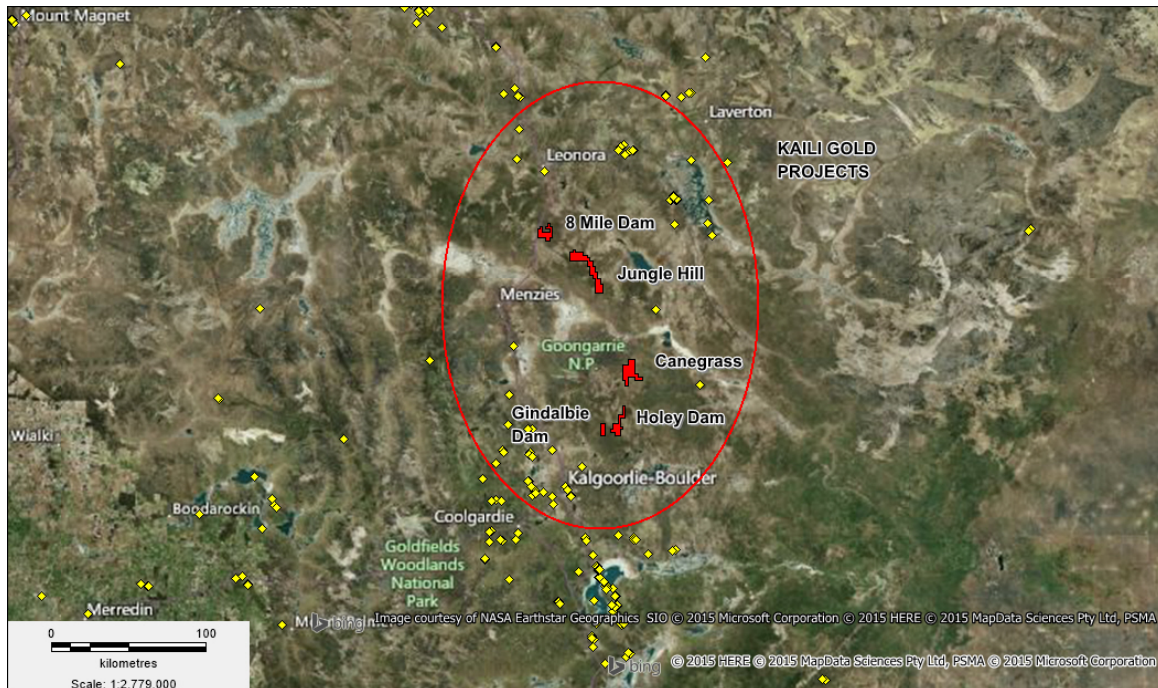 Mount Magnet
Laverton
KAILI GOLD
PROJECTS
Leonora
8 Mile Dam
Jungle Hill
Menzies
Goongarrie
N.P.
Canegrass
Gindalbie
Dam
Holey Dam
Wialki
Kalgoorlie-Boulder
Boodarockin
Coolgardie
Goldfields
Woodlands
National
Park
Merredin
bing
Image courtesy of NASA Earthstar Geographics SIO © 2015 Microsoft Corporation © 2015 HERE © 2015 MapData Sciences Pty Ltd, PSMA
0 100
kilometres
Scale: 1:2,779,000
bing
© 2015 HERE © 2015 MapData Sciences Pty Ltd, PSMA © 2015 Microsoft Corporation